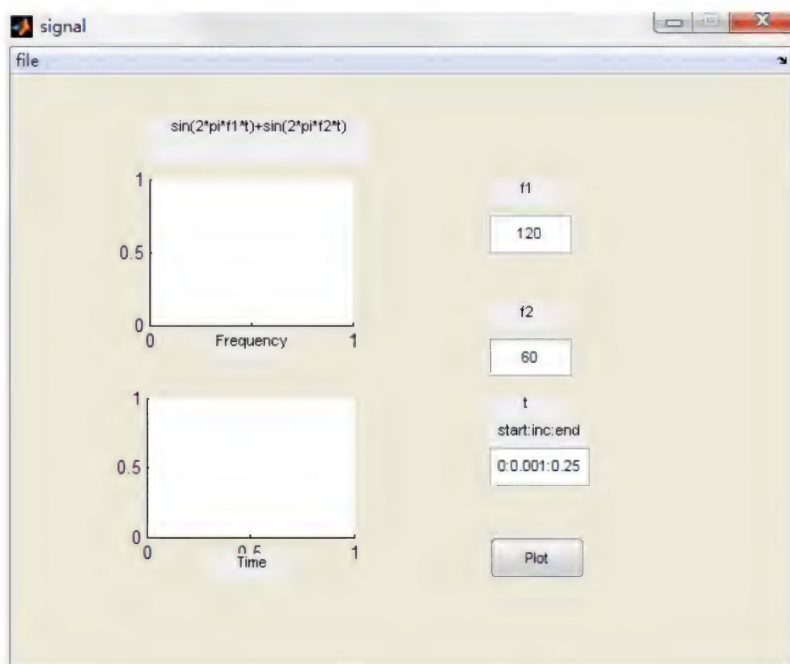 signal
file
sin(2*pi*f1*t)+sin(2*pi*f2*t)
1
0.5
0
0
Frequency
1
1
0.5
0
0
0.5
1
Time
f1
120
f2
60
t
start:inc:end
0:0.001:0.25
Plot